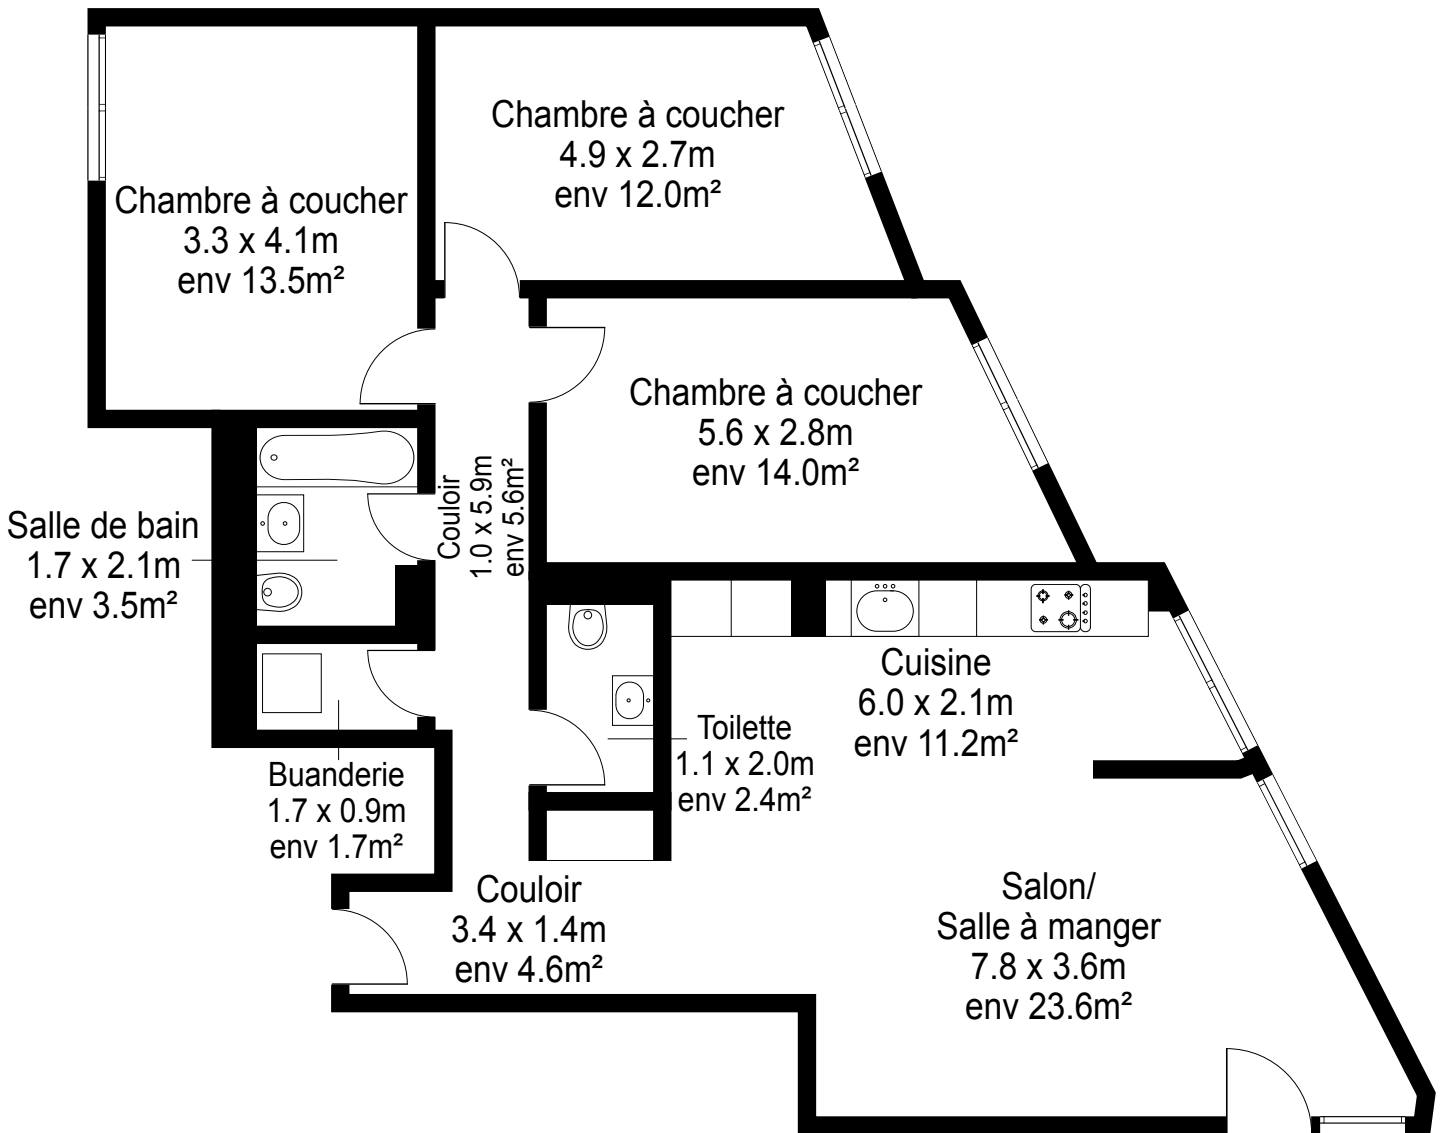 Chambre à coucher
4.9 x 2.7m
env 12.0m²
Chambre à coucher
3.3 x 4.1m
env 13.5m²
Chambre à coucher
5.6 x 2.8m
env 14.0m²
Couloir
1.0 x 5.9m
env 5.6m²
Salle de bain
1.7 x 2.1m
env 3.5m²
Cuisine
6.0 x 2.1m
env 11.2m²
Toilette
1.1 x 2.0m
env 2.4m²
Buanderie
1.7 x 0.9m
env 1.7m²
Couloir
3.4 x 1.4m
env 4.6m²
Salon/
Salle à manger
7.8 x 3.6m
env 23.6m²